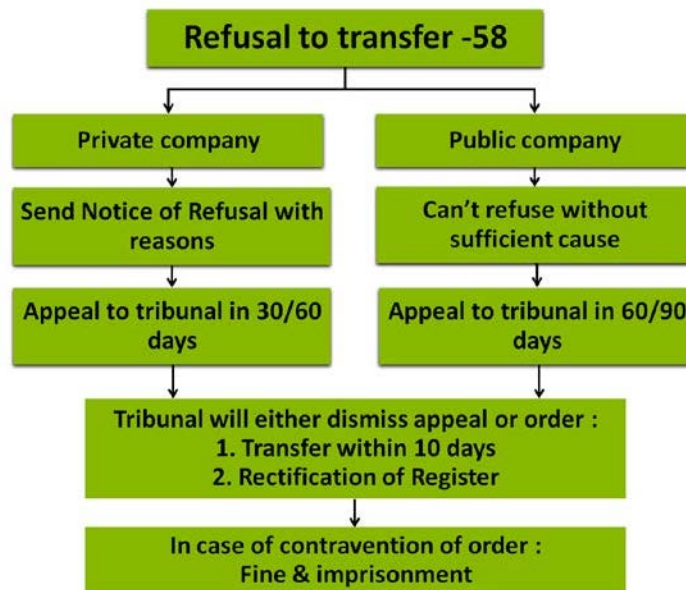 Refusal to transfer -58
Private company
Public company
Send Notice of Refusal with
reasons
Can't refuse without
sufficient cause
Appeal to tribunal in 30/60
days
Appeal to tribunal in 60/90
days
Tribunal will either dismiss appeal or order :
1. Transfer within 10 days
2. Rectification of Register
In case of contravention of order :
Fine & imprisonment